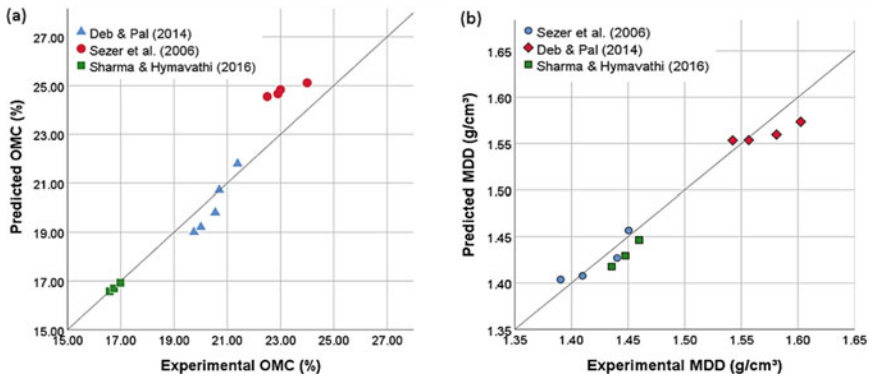 (a)
Deb & Pal (2014)
Sezer et al. (2006)
Sharma & Hymavathi (2016)
27.00
25.00
23.00
21.00
19.00
17.00
15.00
Predicted OMC (%)
15.00 17.00 19.00 21.00 23.00 25.00 27.00
Experimental OMC (%)
(b)
Sezer et al. (2006)
Deb & Pal (2014)
Sharma & Hymavathi (2016)
1.65
1.60
1.55
1.50
1.45
1.40
1.35
Predicted MDD (g/cm³)
1.35 1.40 1.45 1.50 1.55 1.60 1.65
Experimental MDD (g/cm³)